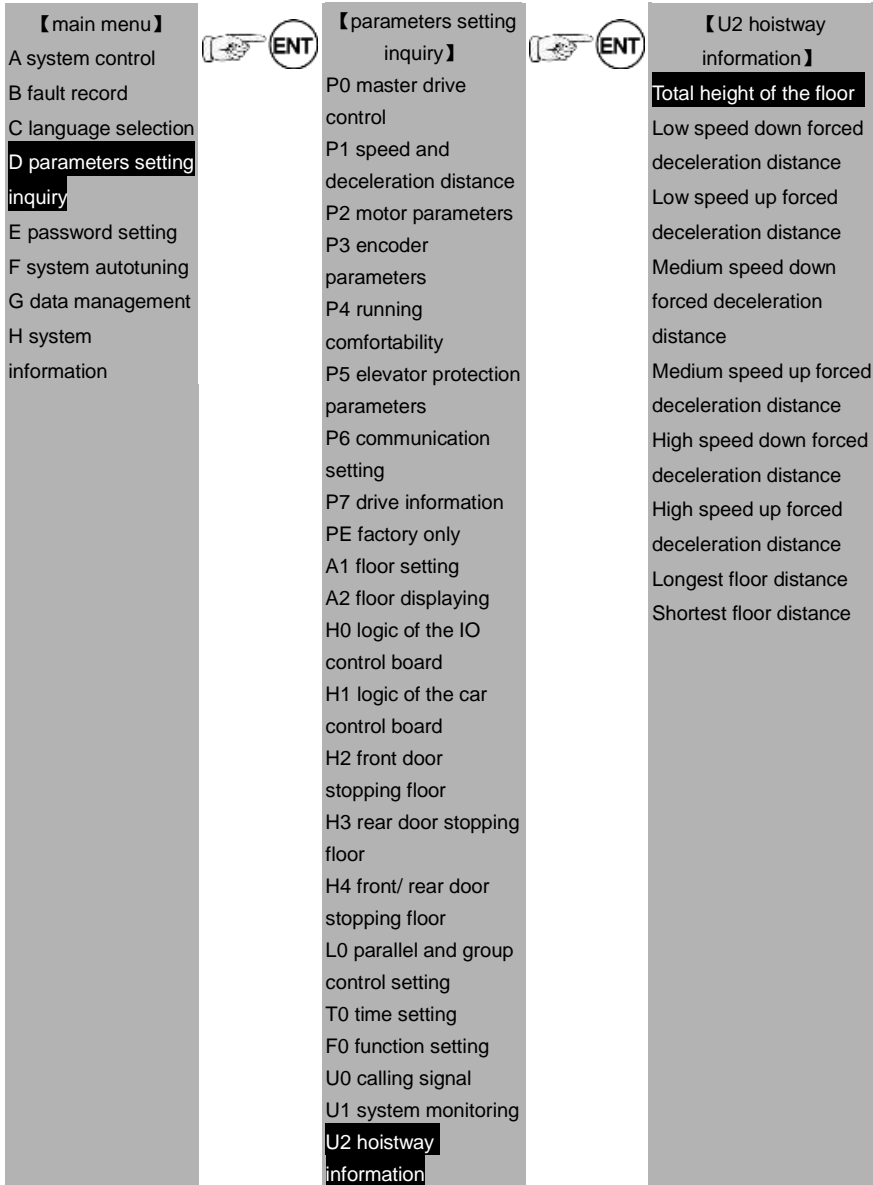 【main menu】
A system control
B fault record
C language selection
D parameters setting
inquiry
E password setting
F system autotuning
G data management
H system
information
ENT
【parameters setting
inquiry】
P0 master drive
control
P1 speed and
deceleration distance
P2 motor parameters
P3 encoder
parameters
P4 running
comfortability
P5 elevator protection
parameters
P6 communication
setting
P7 drive information
PE factory only
A1 floor setting
A2 floor displaying
H0 logic of the IO
control board
H1 logic of the car
control board
H2 front door
stopping floor
H3 rear door stopping
floor
H4 front/ rear door
stopping floor
L0 parallel and group
control setting
T0 time setting
F0 function setting
U0 calling signal
U1 system monitoring
U2 hoistway
information
ENT
【U2 hoistway
information】
Total height of the floor
Low speed down forced
deceleration distance
Low speed up forced
deceleration distance
Medium speed down
forced deceleration
distance
Medium speed up forced
deceleration distance
High speed down forced
deceleration distance
High speed up forced
deceleration distance
Longest floor distance
Shortest floor distance